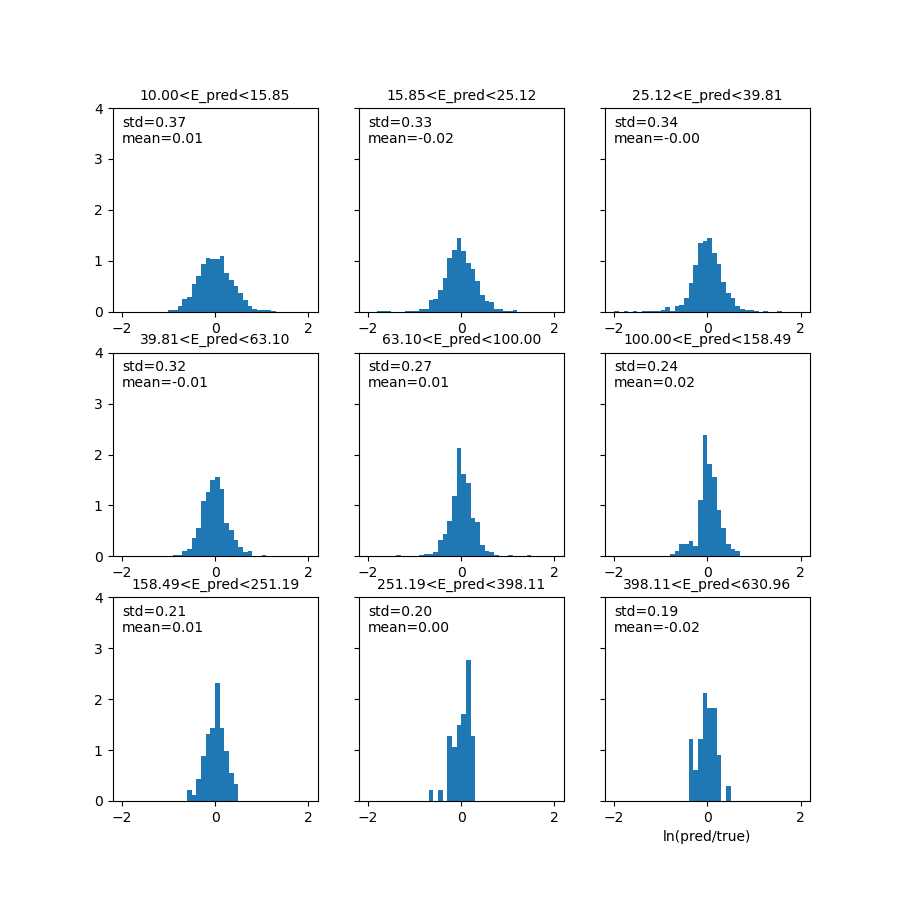 10.00<E_pred<15.85
15.85<E_pred<25.12
25.12<E_pred<39.81
4
3
2
1
0
std=0.37
mean=0.01
std=0.33
mean=-0.02
std=0.34
mean=-0.00
−2
0
2
−2
0
2
−2
0
2
39.81<E_pred<63.10
63.10<E_pred<100.00
100.00<E_pred<158.49
4
3
2
1
0
std=0.32
mean=-0.01
std=0.27
mean=0.01
std=0.24
mean=0.02
−2
0
2
−2
0
2
−2
0
2
158.49<E_pred<251.19
251.19<E_pred<398.11
398.11<E_pred<630.96
4
3
2
1
0
std=0.21
mean=0.01
std=0.20
mean=0.00
std=0.19
mean=-0.02
−2
0
2
−2
0
2
−2
0
2
ln(pred/true)